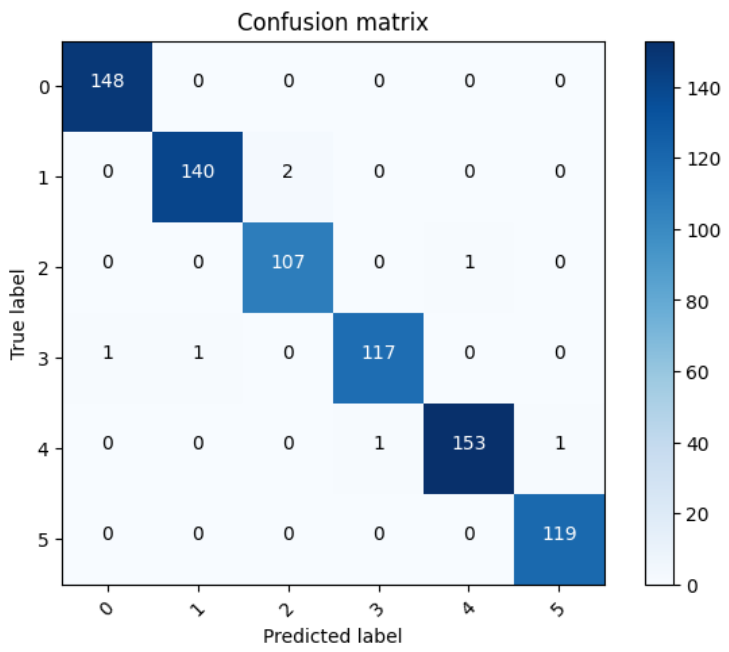 Confusion matrix
0 148 0 0 0 0 0
1 0 140 2 0 0 0
2 0 0 107 0 1 0
3 1 1 0 117 0 0
4 0 0 0 1 153 1
5 0 0 0 0 0 119
0 1 2 3 4 5
True label
Predicted label
140
120
100
80
60
40
20
0